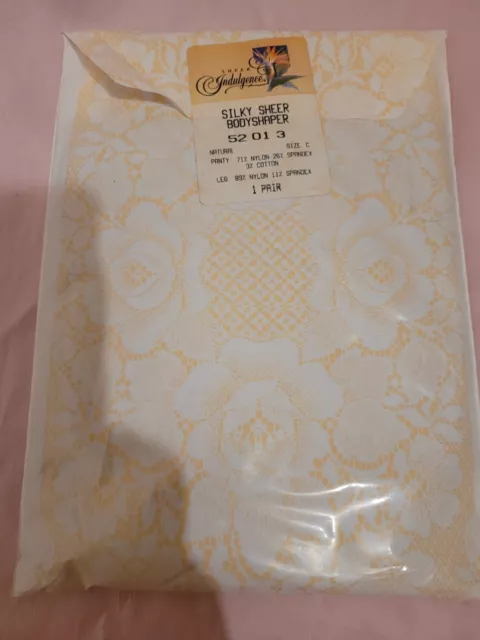 SHEER
Indulgence
SILKY SHEER
BODYSHAPER
52 01 3
NATURAL SIZE C
PANTY 71% NYLON 26% SPANDEX
3% COTTON
LEG 89% NYLON 11% SPANDEX
1 PAIR